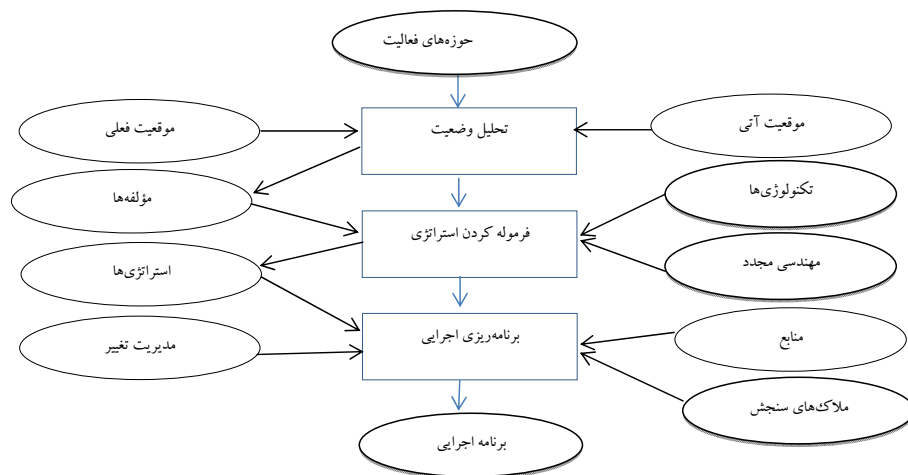 حوزه‌های فعالیت
موقعیت آتی
تحلیل وضعیت
موقعیت فعلی
تکنولوژی‌ها
مؤلفه‌ها
فرموله کردن استراتژی
مهندسی مجدد
استراتژی‌ها
منابع
برنامه‌ریزی اجرایی
مدیریت تغییر
ملاک‌های سنجش
برنامه اجرایی